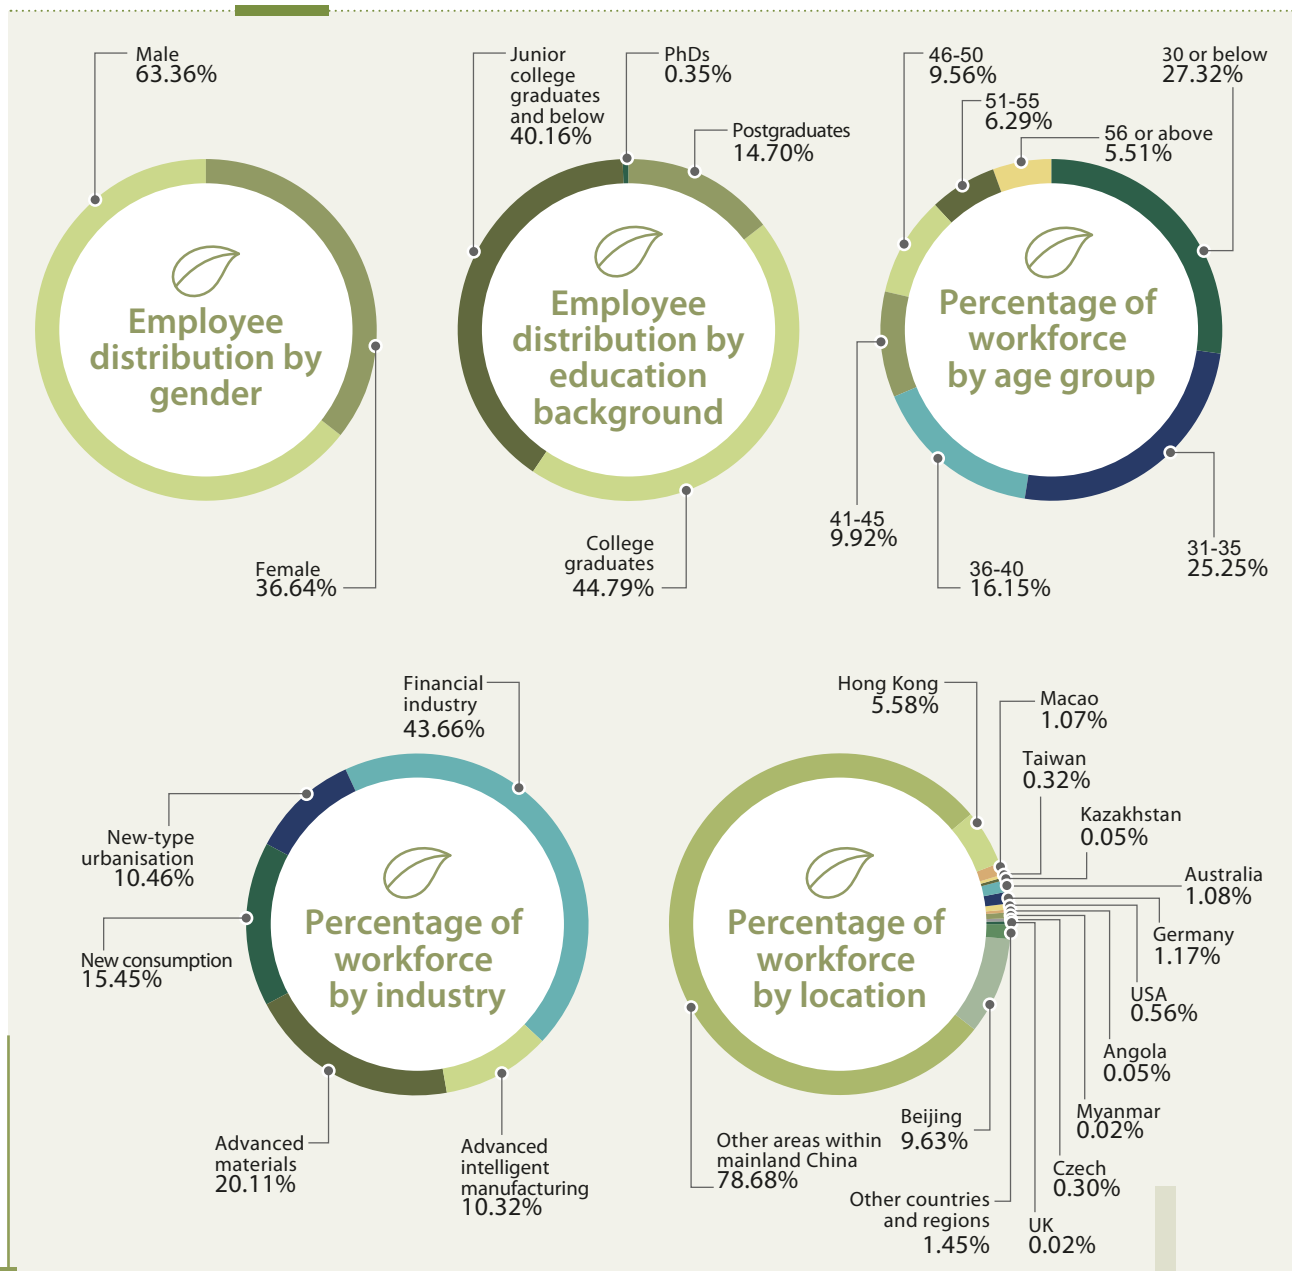 Male
63.36%
Female
36.64%
Employee
distribution by
gender
Junior
college
graduates
and below
40.16%
PhDs
0.35%
Postgraduates
14.70%
College
graduates
44.79%
Employee
distribution by
education
background
46-50
9.56%
51-55
6.29%
56 or above
5.51%
30 or below
27.32%
41-45
9.92%
36-40
16.15%
31-35
25.25%
Percentage of
workforce
by age group
Financial
industry
43.66%
New-type
urbanisation
10.46%
New consumption
15.45%
Advanced
materials
20.11%
Advanced
intelligent
manufacturing
10.32%
Percentage of
workforce
by industry
Hong Kong
5.58%
Macao
1.07%
Taiwan
0.32%
Kazakhstan
0.05%
Australia
1.08%
Germany
1.17%
USA
0.56%
Angola
0.05%
Myanmar
0.02%
Czech
0.30%
UK
0.02%
Other countries
and regions
1.45%
Beijing
9.63%
Other areas within
mainland China
78.68%
Percentage of
workforce
by location